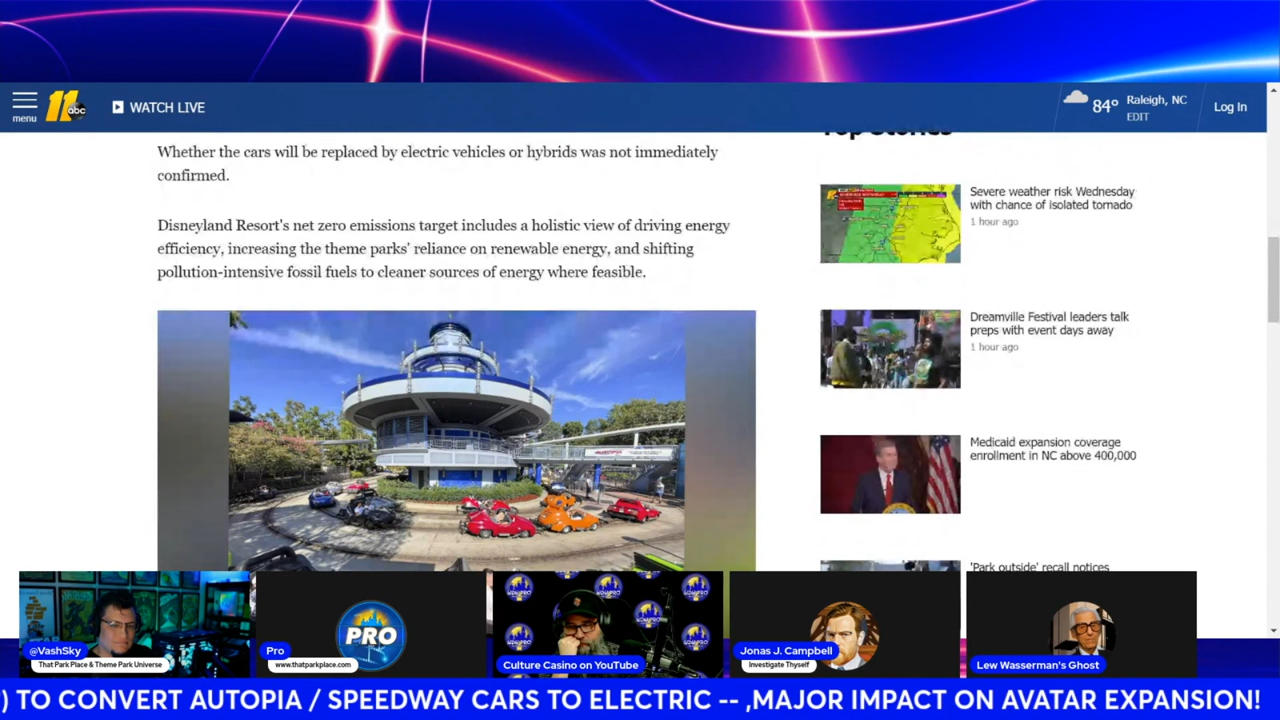 menu
11
abc
WATCH LIVE
84°
Raleigh, NC
EDIT
Log In
Top Stories
Whether the cars will be replaced by electric vehicles or hybrids was not immediately
confirmed.
Disneyland Resort's net zero emissions target includes a holistic view of driving energy
efficiency, increasing the theme parks' reliance on renewable energy, and shifting
pollution-intensive fossil fuels to cleaner sources of energy where feasible.
Severe weather risk Wednesday
with chance of isolated tornado
1 hour ago
Dreamville Festival leaders talk
preps with event days away
1 hour ago
Medicaid expansion coverage
enrollment in NC above 400,000
'Park outside' recall notices
@VashSky
That Park Place & Theme Park Universe
PRO
Pro
www.thatparkplace.com
Culture Casino on YouTube
Jonas J. Campbell
Investigate Thyself
Lew Wasserman's Ghost
) TO CONVERT AUTOPIA / SPEEDWAY CARS TO ELECTRIC -- ,MAJOR IMPACT ON AVATAR EXPANSION!